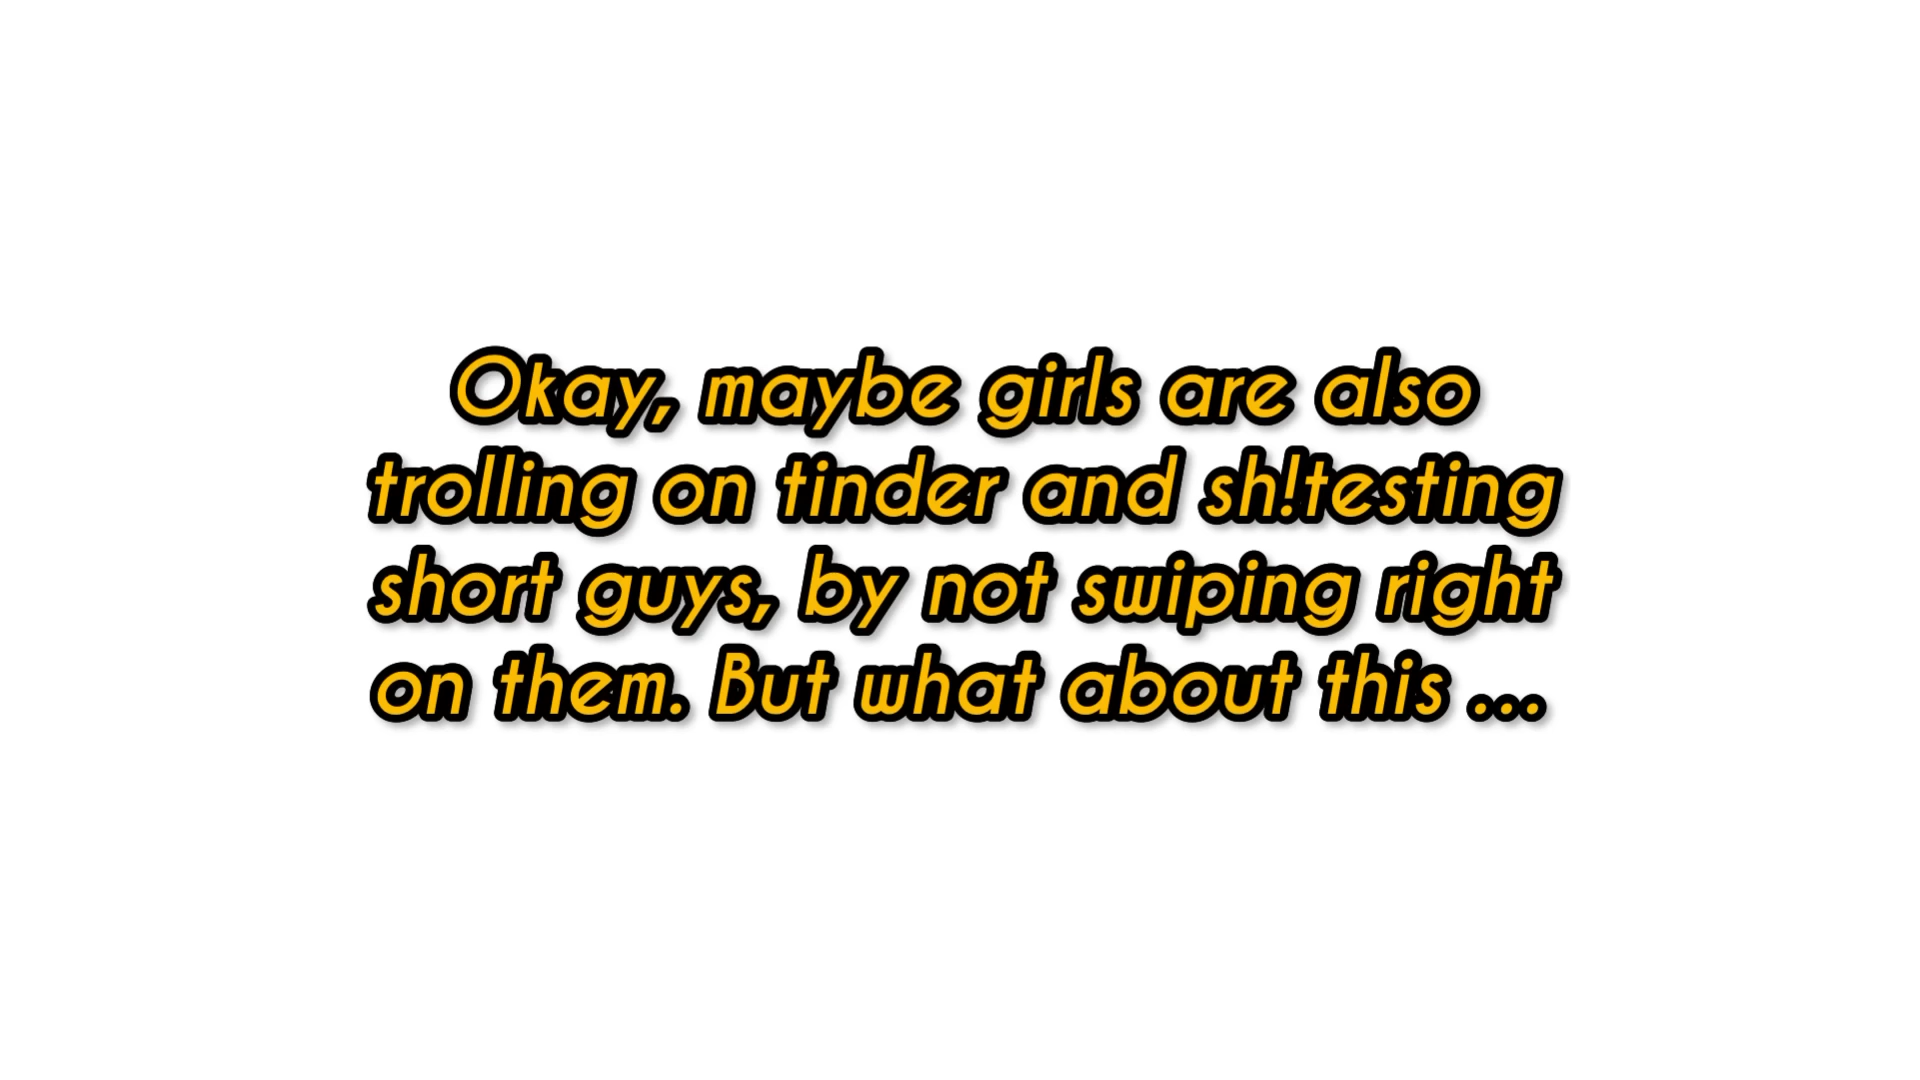 Okay, maybe girls are also
trolling on tinder and sh!testing
short guys, by not swiping right
on them. But what about this ...